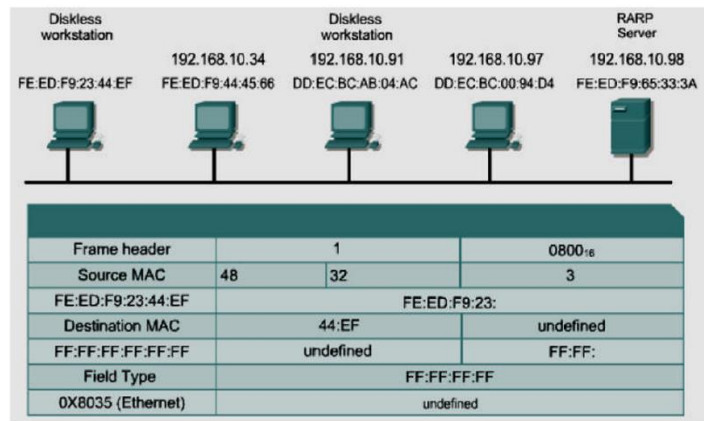 Diskless
workstation
Diskless
workstation
RARP
Server
192.168.10.34
192.168.10.91
192.168.10.97
192.168.10.98
FE:ED:F9:23:44:EF
FE:ED:F9:44:45:66
DD:EC:BC:AB:04:AC
DD:EC:BC:00:94:D4
FE:ED:F9:65:33:3A
Frame header 1 0800₁₆
Source MAC 48 32 3
FE:ED:F9:23:44:EF FE:ED:F9:23:
Destination MAC 44:EF undefined
FF:FF:FF:FF:FF:FF undefined FF:FF:
Field Type FF:FF:FF:FF
0X8035 (Ethernet) undefined